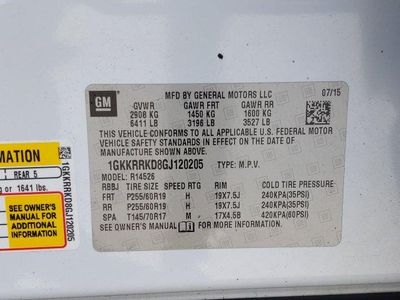 GM
MFD BY GENERAL MOTORS LLC 07/15
GVWR GAWR FRT GAWR RR
2908 KG 1450 KG 1600 KG
6411 LB 3196 LB 3527 LB
THIS VEHICLE CONFORMS TO ALL APPLICABLE U.S. FEDERAL MOTOR
VEHICLE SAFETY STANDARDS IN EFFECT ON THE DATE OF
MANUFACTURE SHOWN ABOVE.
1GKKRRKD8GJ120205 TYPE: M.P.V.
MODEL: R14526
RBBJ TIRE SIZE SPEED RTG RIM COLD TIRE PRESSURE
FRT P255/60R19 H 19X7.5J 240KPA(35PSI)
RR P255/60R19 H 19X7.5J 240KPA(35PSI)
SPA T145/70R17 M 17X4.5B 420KPA(60PSI)
SEE OWNER'S MANUAL FOR MORE INFORMATION.
MATION
REAR 5
or 1641 lbs.
SEE OWNER'S
MANUAL FOR
ADDITIONAL
INFORMATION
1GKKRRKD8GJ120205